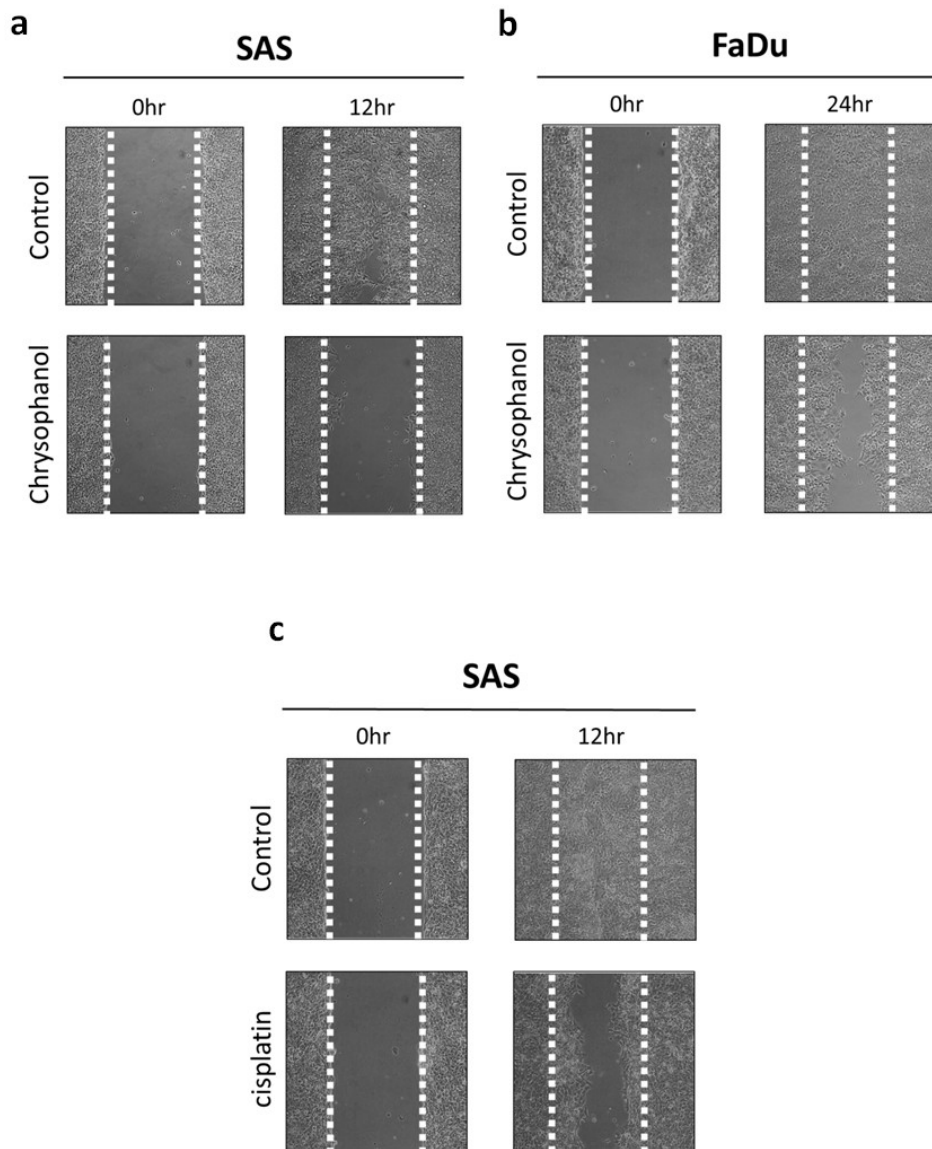 a
SAS
0hr 12hr
Control
Chrysophanol
b
FaDu
0hr 24hr
Control
Chrysophanol
c
SAS
0hr 12hr
Control
cisplatin